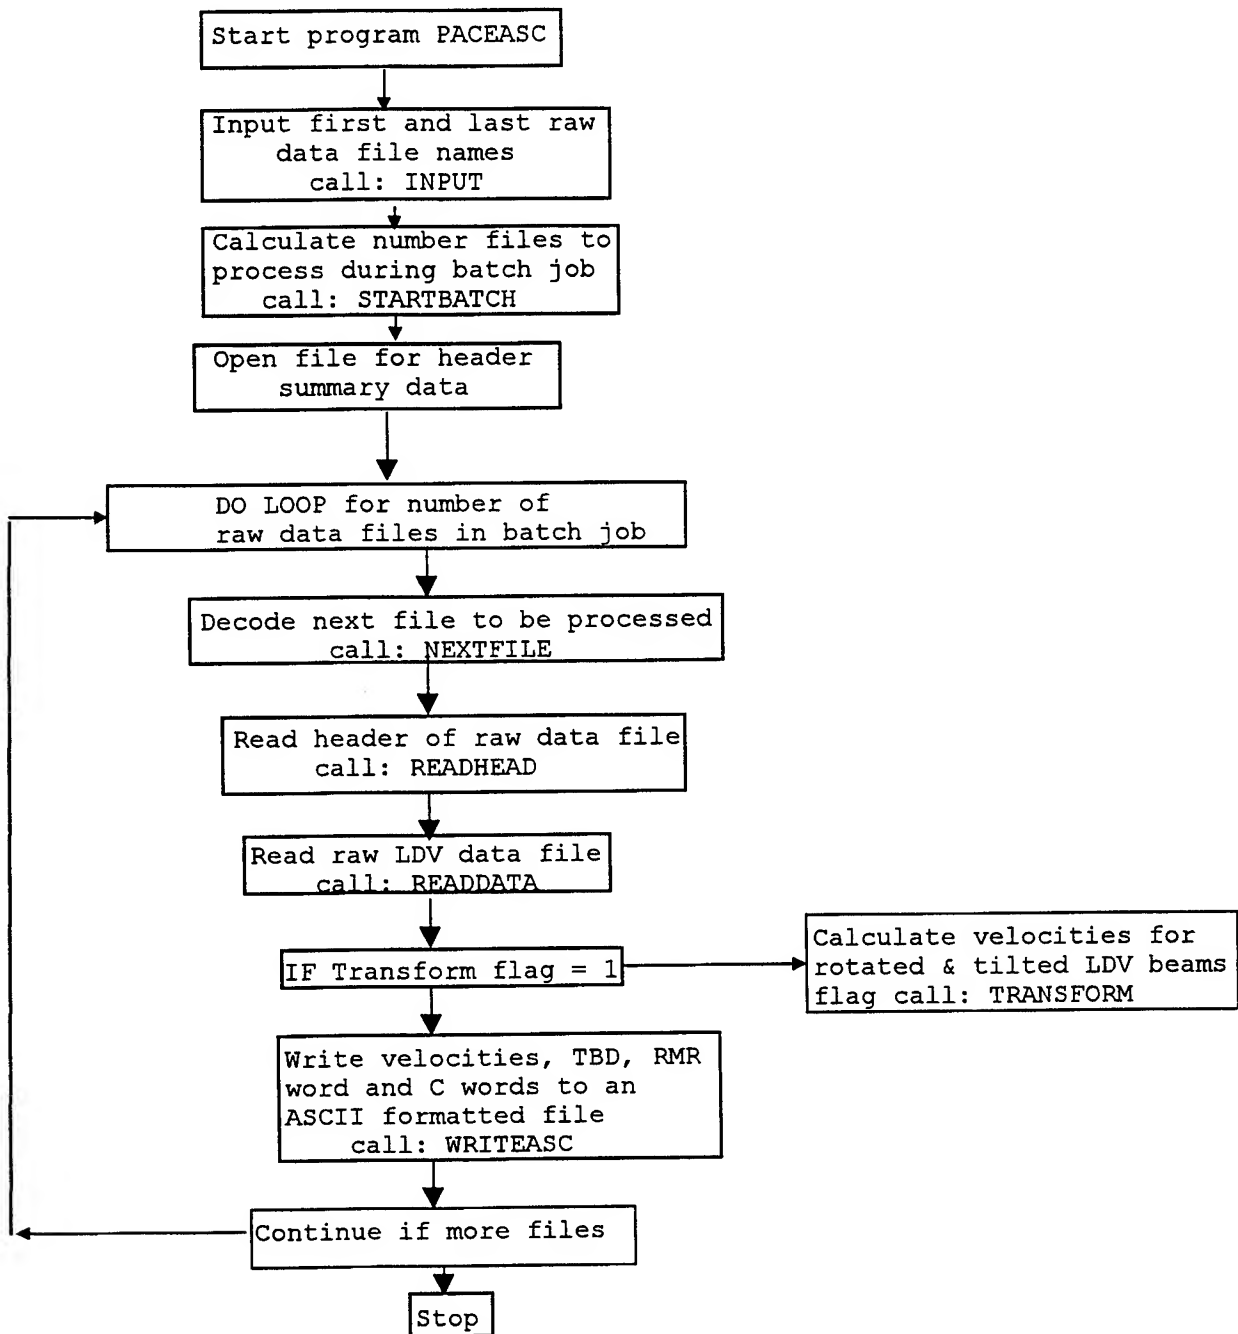 Start program PACEASC
Input first and last raw
data file names
call: INPUT
Calculate number files to
process during batch job
call: STARTBATCH
Open file for header
summary data
DO LOOP for number of
raw data files in batch job
Decode next file to be processed
call: NEXTFILE
Read header of raw data file
call: READHEAD
Read raw LDV data file
call: READDATA
IF Transform flag = 1
Calculate velocities for
rotated & tilted LDV beams
flag call: TRANSFORM
Write velocities, TBD, RMR
word and C words to an
ASCII formatted file
call: WRITEASC
Continue if more files
Stop